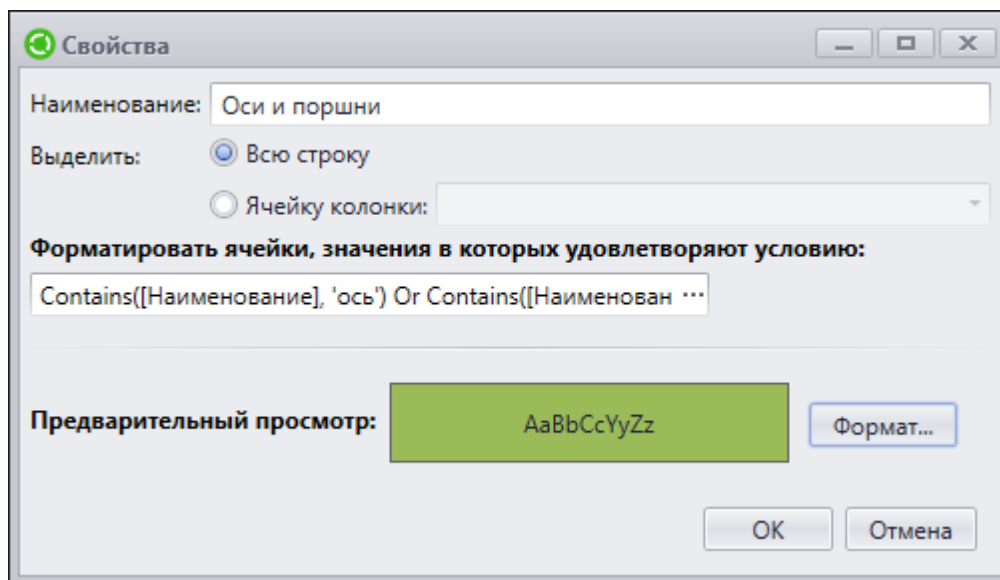 Свойства
Наименование: Оси и поршни
Выделить: Всю строку
Ячейку колонки:
Форматировать ячейки, значения в которых удовлетворяют условию:
Contains([Наименование], 'ось') Or Contains([Наименован ...
Предварительный просмотр: AaBbCcYyZz Формат...
ОК Отмена